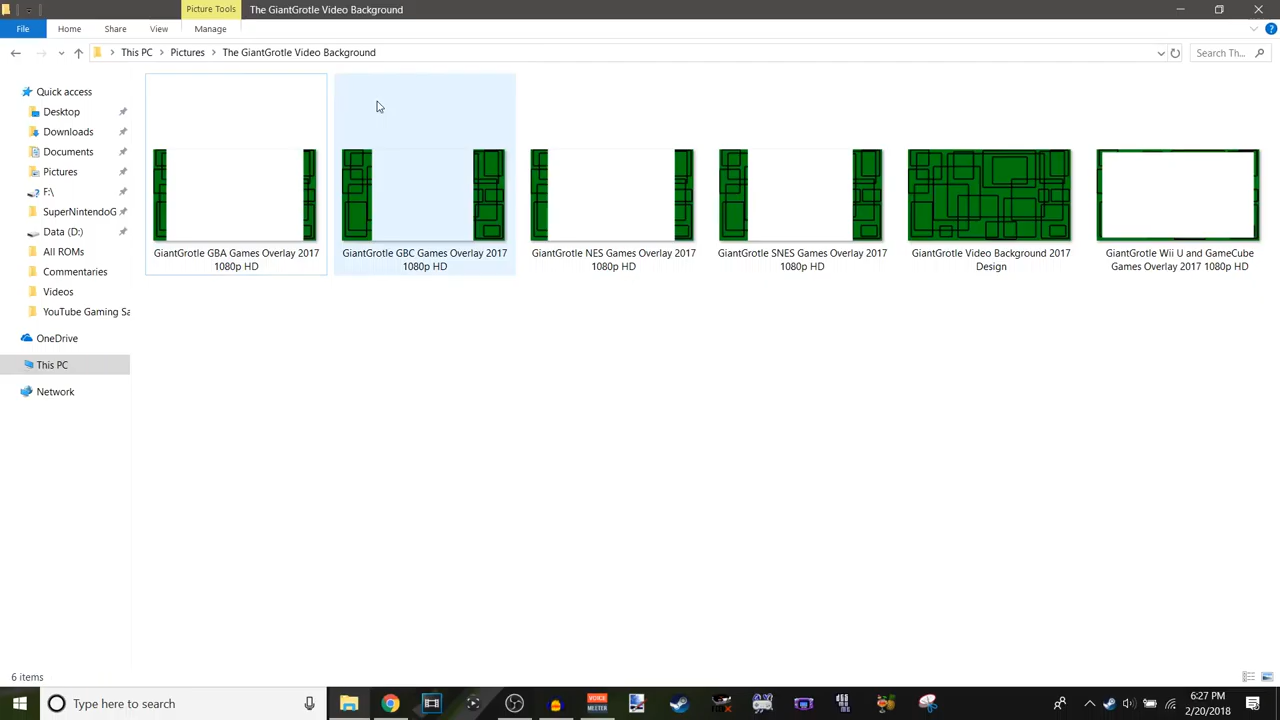 Picture Tools
The GiantGrotle Video Background
File
Home
Share
View
Manage
This PC
Pictures
The GiantGrotle Video Background
Search Th...
Quick access
Desktop
Downloads
Documents
Pictures
F:\
SuperNintendoG
Data (D:)
All ROMs
Commentaries
Videos
YouTube Gaming Sa
OneDrive
This PC
Network
GiantGrotle GBA Games Overlay 2017
1080p HD
GiantGrotle GBC Games Overlay 2017
1080p HD
GiantGrotle NES Games Overlay 2017
1080p HD
GiantGrotle SNES Games Overlay 2017
1080p HD
GiantGrotle Video Background 2017
Design
GiantGrotle Wii U and GameCube
Games Overlay 2017 1080p HD
6 items
Type here to search
VOICE
MEETER
6:27 PM
2/20/2018